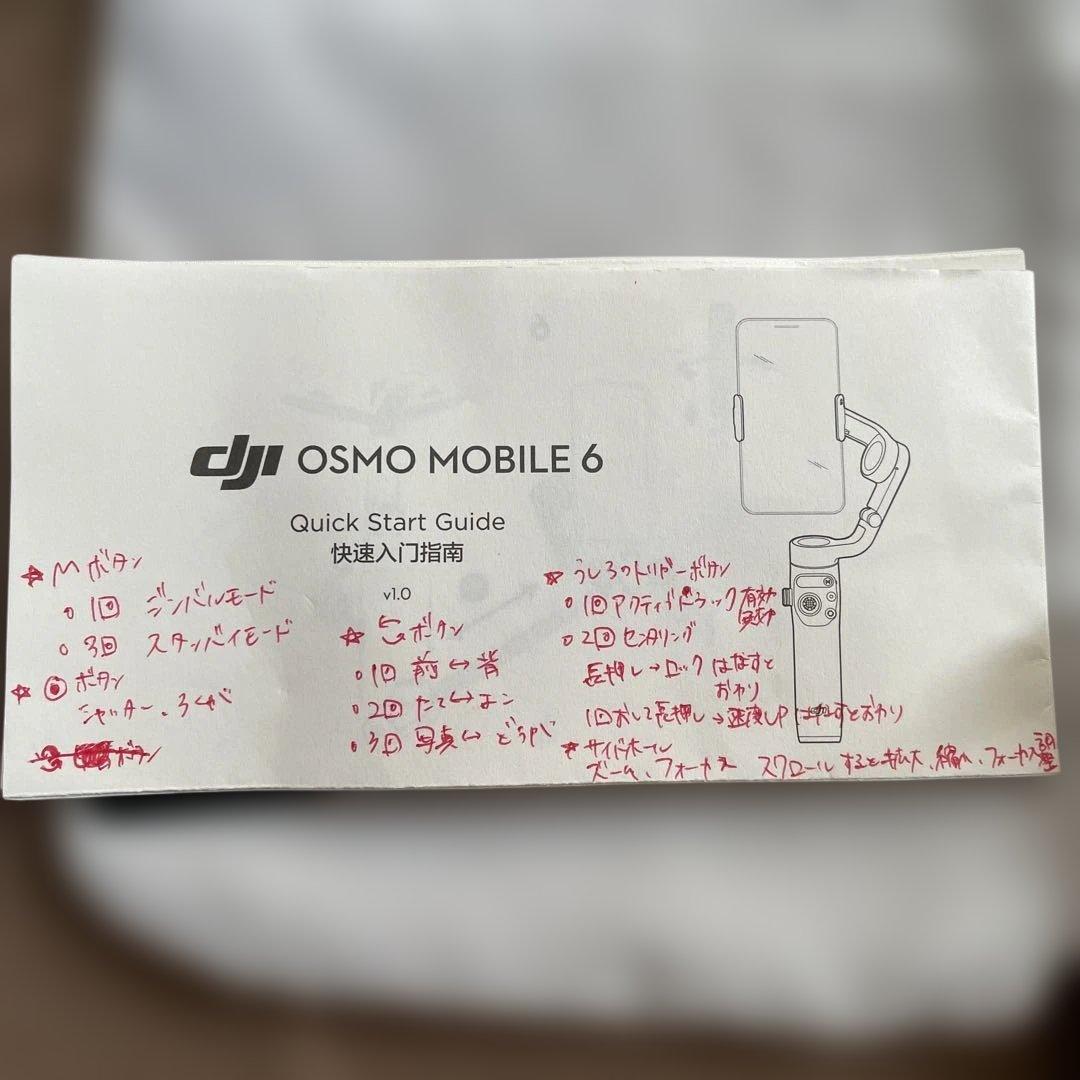 dji OSMO MOBILE 6
Quick Start Guide
快速入门指南
v1.0
☆ Mボタン
○ 1回 ジンバルモード
○ 3回 スタンバイモード
☆ ボタン
シャッター、ろくが
ボタン
☆ ボタン
○1回 前↔背
○2回 たて↔よこ
○3回 写真↔どうが
☆ うしろのトリガーボタン
○1回アクティブトラック 有効
無効
○2回センタリング
長押し→ロック はなすと
おわり
1回おして長押し→速度UP はなすとおわり
☆ サイドホール
ズーム、フォーカス スクロールすると拡大、縮小、フォーカス調整